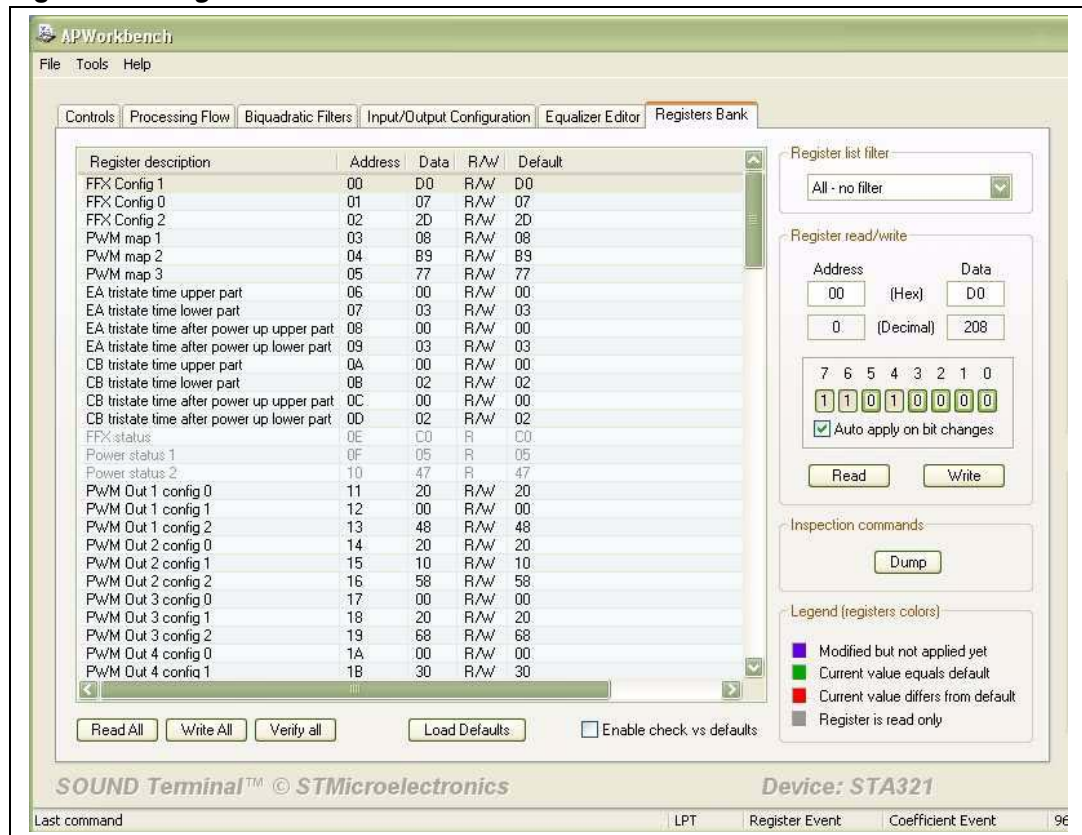 APWorkbench
File Tools Help
Controls Processing Flow Biquadratic Filters Input/Output Configuration Equalizer Editor Registers Bank
Register description Address Data R/W Default
FFX Config 1 00 D0 R/W D0
FFX Config 0 01 07 R/W 07
FFX Config 2 02 2D R/W 2D
PWM map 1 03 08 R/W 08
PWM map 2 04 B9 R/W B9
PWM map 3 05 77 R/W 77
EA tristate time upper part 06 00 R/W 00
EA tristate time lower part 07 03 R/W 03
EA tristate time after power up upper part 08 00 R/W 00
EA tristate time after power up lower part 09 03 R/W 03
CB tristate time upper part 0A 00 R/W 00
CB tristate time lower part 0B 02 R/W 02
CB tristate time after power up upper part 0C 00 R/W 00
CB tristate time after power up lower part 0D 02 R/W 02
FFX status 0E C0 R C0
Power status 1 0F 05 R 05
Power status 2 10 47 R 47
PWM Out 1 config 0 11 20 R/W 20
PWM Out 1 config 1 12 00 R/W 00
PWM Out 1 config 2 13 48 R/W 48
PWM Out 2 config 0 14 20 R/W 20
PWM Out 2 config 1 15 10 R/W 10
PWM Out 2 config 2 16 58 R/W 58
PWM Out 3 config 0 17 00 R/W 00
PWM Out 3 config 1 18 20 R/W 20
PWM Out 3 config 2 19 68 R/W 68
PWM Out 4 config 0 1A 00 R/W 00
PWM Out 4 config 1 1B 30 R/W 30
Read All Write All Verify all Load Defaults Enable check vs defaults
Register list filter
All - no filter
Register read/write
Address Data
00 (Hex) D0
0 (Decimal) 208
7 6 5 4 3 2 1 0
1 1 0 1 0 0 0 0
Auto apply on bit changes
Read Write
Inspection commands
Dump
Legend (registers colors)
Modified but not applied yet
Current value equals default
Current value differs from default
Register is read only
SOUND Terminal™ © STMicroelectronics Device: STA321
Last command LPT Register Event Coefficient Event 96